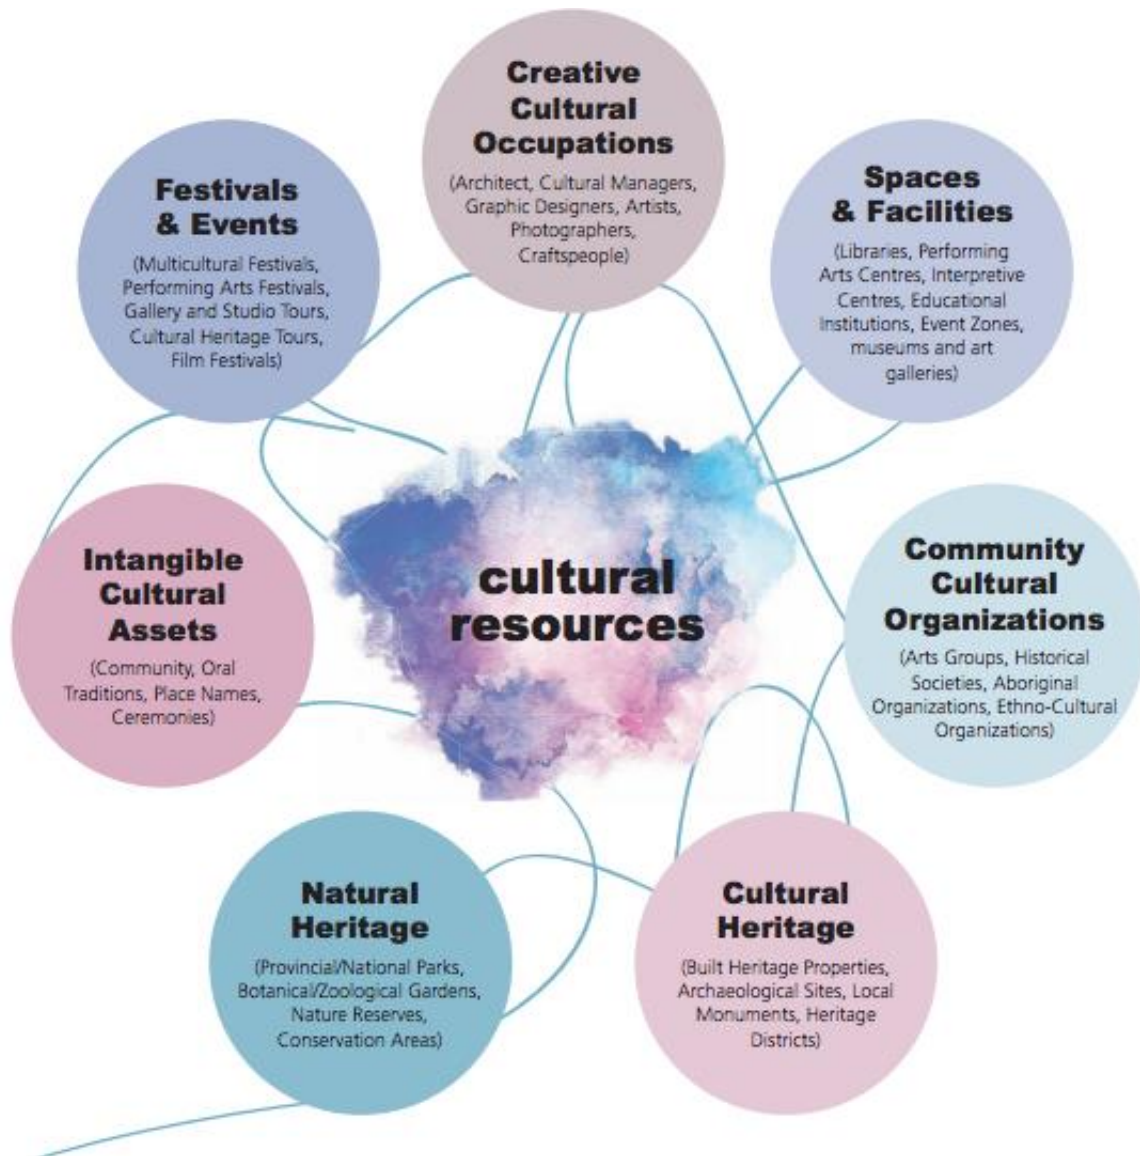 Creative
Cultural
Occupations
(Architect, Cultural Managers,
Graphic Designers, Artists,
Photographers,
Craftspeople)
Festivals
& Events
(Multicultural Festivals,
Performing Arts Festivals,
Gallery and Studio Tours,
Cultural Heritage Tours,
Film Festivals)
Spaces
& Facilities
(Libraries, Performing
Arts Centres, Interpretive
Centres, Educational
Institutions, Event Zones,
museums and art
galleries)
cultural
resources
Intangible
Cultural
Assets
(Community, Oral
Traditions, Place Names,
Ceremonies)
Community
Cultural
Organizations
(Arts Groups, Historical
Societies, Aboriginal
Organizations, Ethno-Cultural
Organizations)
Natural
Heritage
(Provincial/National Parks,
Botanical/Zoological Gardens,
Nature Reserves,
Conservation Areas)
Cultural
Heritage
(Built Heritage Properties,
Archaeological Sites, Local
Monuments, Heritage
Districts)